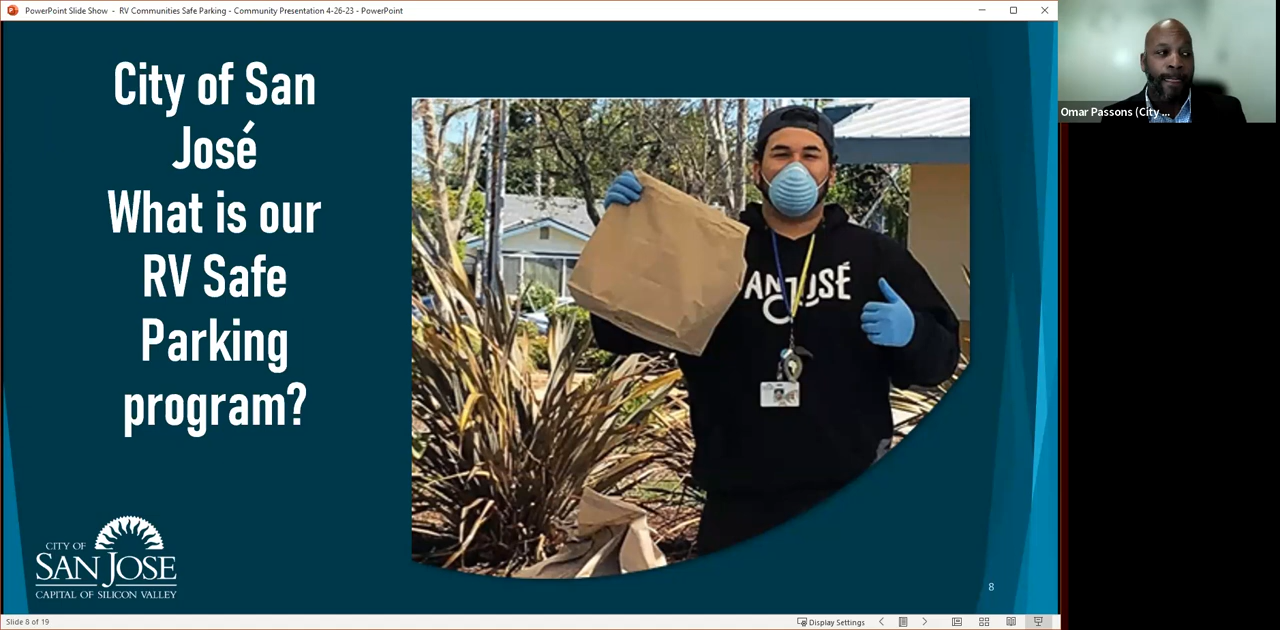 PowerPoint Slide Show - RV Communities Safe Parking - Community Presentation 4-26-23 - PowerPoint
City of San
José
What is our
RV Safe
Parking
program?
AN JOSÉ
CITY OF
SAN JOSE
CAPITAL OF SILICON VALLEY
8
Slide 8 of 19
Display Settings
Omar Passons (City ...